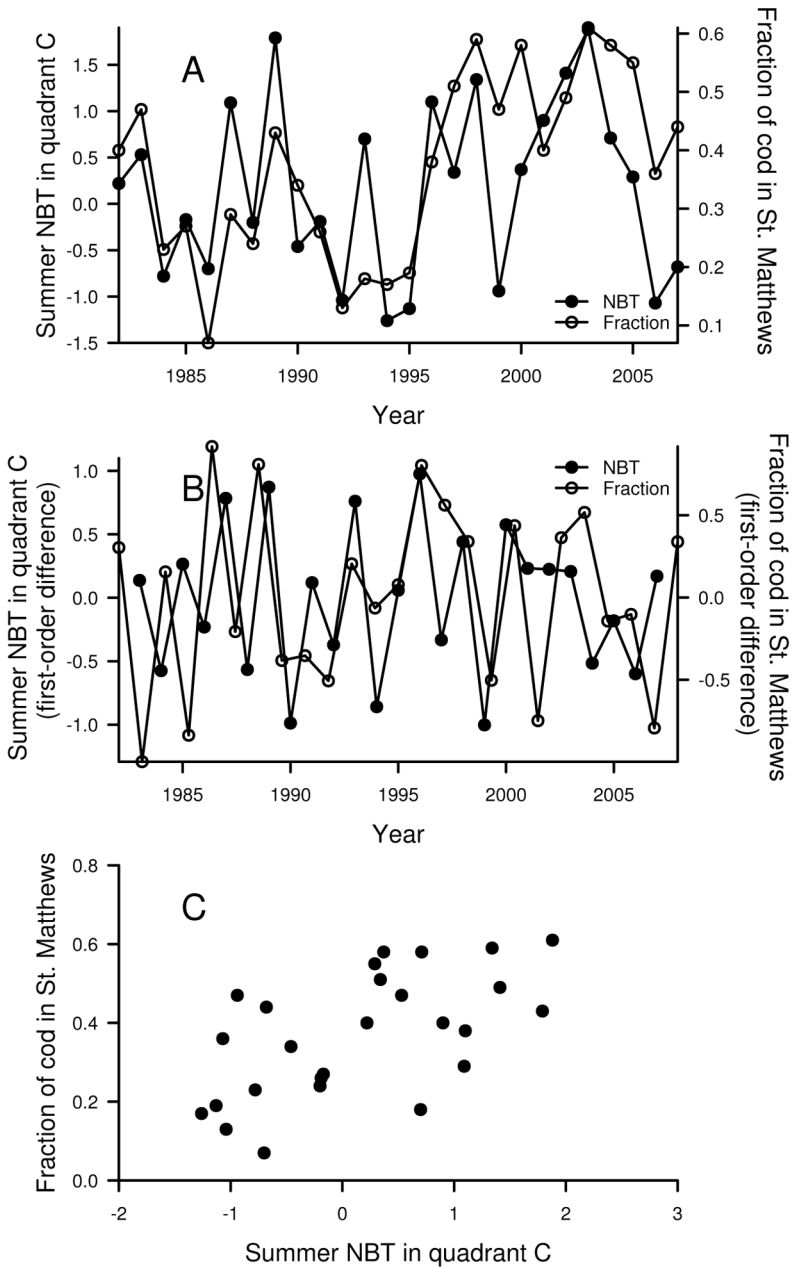 A
Summer NBT in quadrant C
1.5
1.0
0.5
0.0
-0.5
-1.0
-1.5
Fraction of cod in St. Matthews
0.6
0.5
0.4
0.3
0.2
0.1
NBT
Fraction
1985 1990 1995 2000 2005
Year
B
Summer NBT in quadrant C
(first-order difference)
1.0
0.5
0.0
-0.5
-1.0
Fraction of cod in St. Matthews
(first-order difference)
0.5
0.0
-0.5
NBT
Fraction
1985 1990 1995 2000 2005
Year
C
Fraction of cod in St. Matthews
0.8
0.6
0.4
0.2
0.0
-2 -1 0 1 2 3
Summer NBT in quadrant C